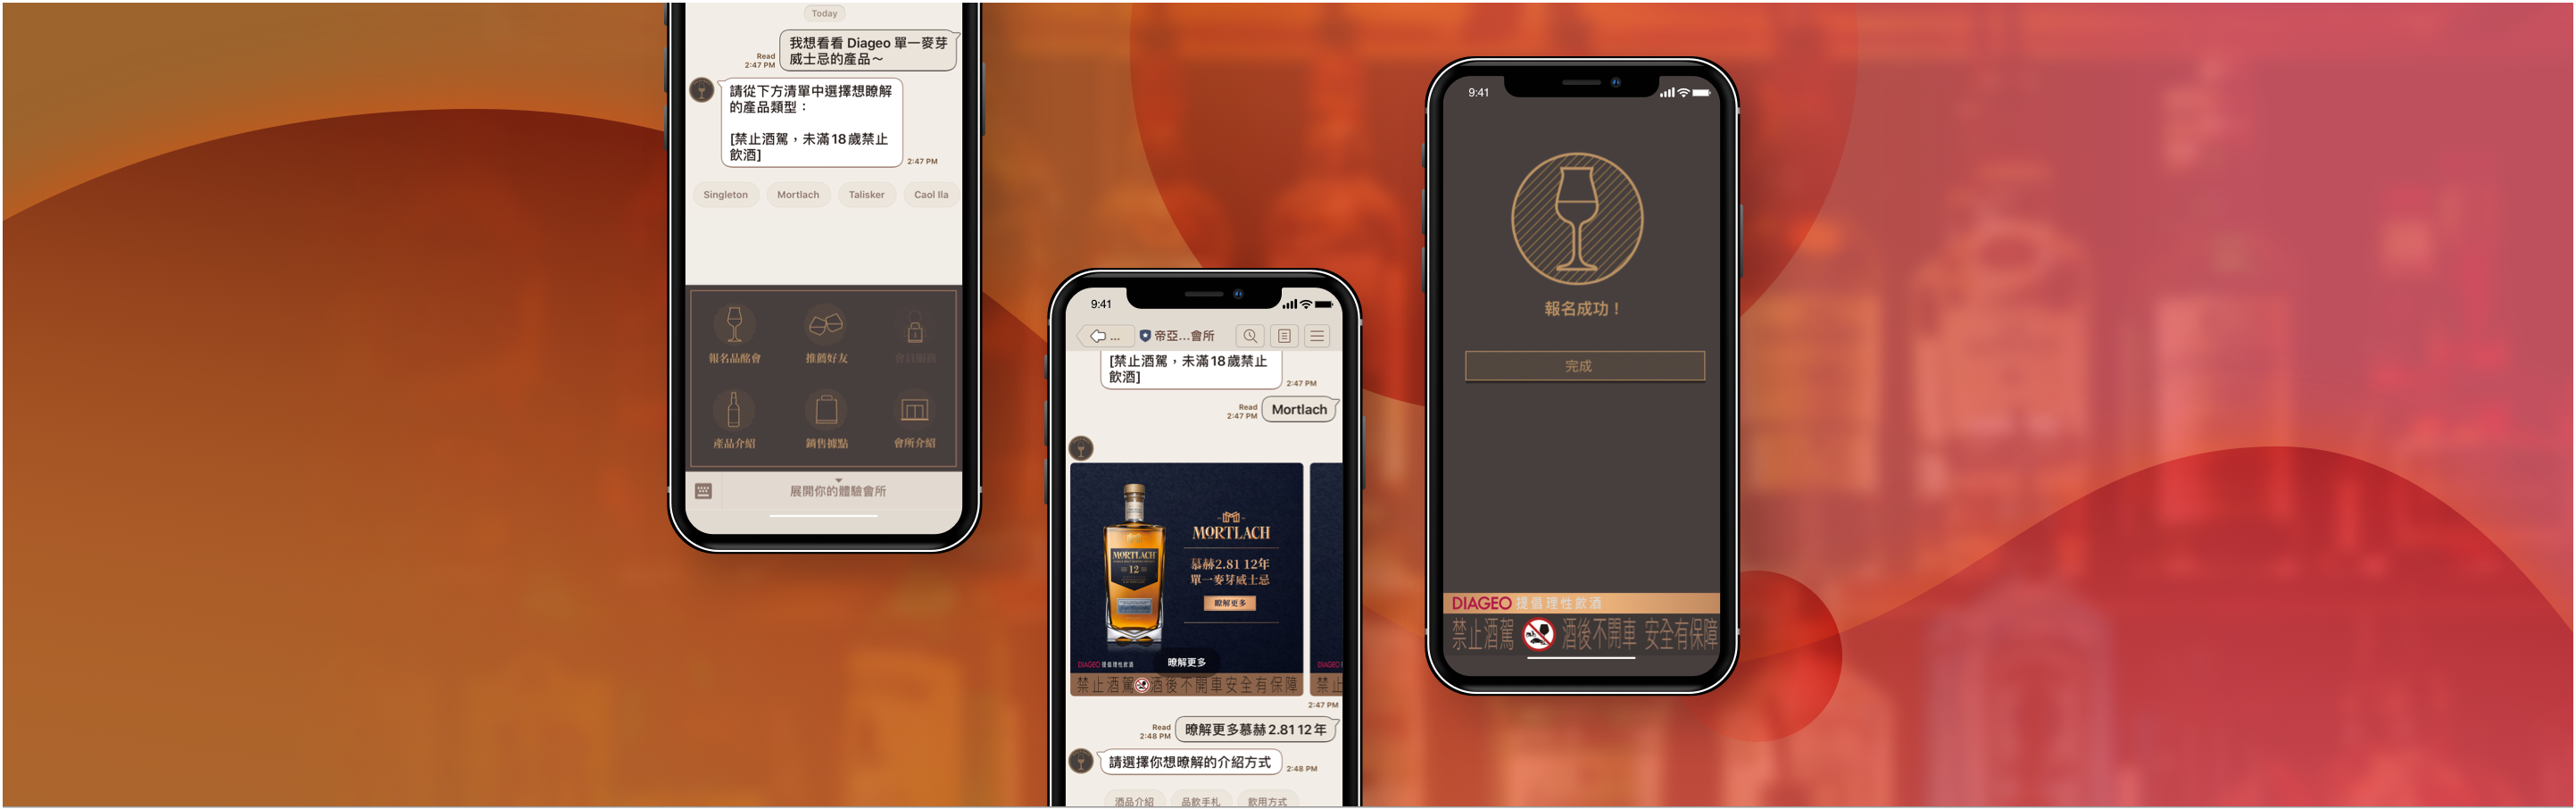 Today
我想看看 Diageo 單一麥芽
威士忌的產品～
Read
2:47 PM
請從下方清單中選擇想瞭解
的產品類型：
[禁止酒駕，未滿18歲禁止
飲酒]
2:47 PM
Singleton
Mortlach
Talisker
Caol Ila
報名品酩會
推薦好友
會員服務
產品介紹
銷售據點
會所介紹
展開你的體驗會所
9:41
...
帝亞...會所
[禁止酒駕，未滿18歲禁止
飲酒]
2:47 PM
Read
2:47 PM
Mortlach
MORTLACH
12
MORTLACH
慕赫2.81 12年
單一麥芽威士忌
瞭解更多
DIAGEO 提倡理性飲酒
瞭解更多
DIAGEO
禁止酒駕 酒後不開車安全有保障
禁止
2:47 PM
Read
2:48 PM
瞭解更多慕赫2.81 12年
請選擇你想瞭解的介紹方式
2:48 PM
酒品介紹
品飲手札
飲用方式
9:41
報名成功！
完成
DIAGEO 提倡理性飲酒
禁止酒駕 酒後不開車 安全有保障